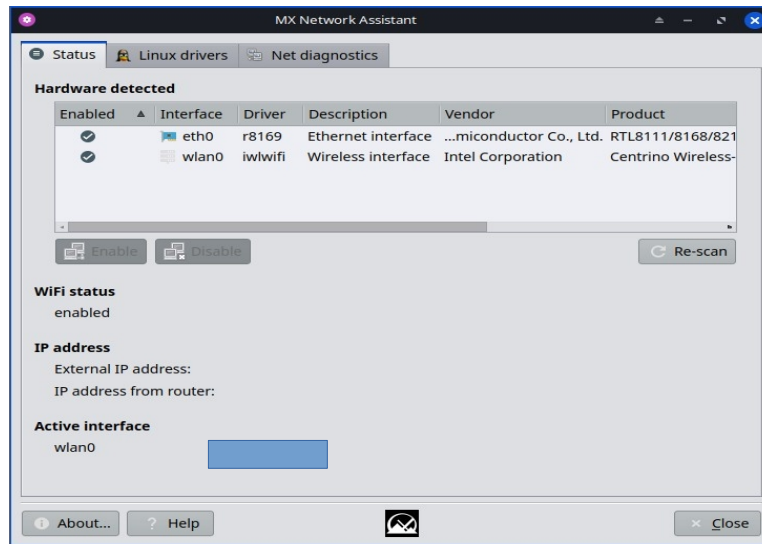 MX Network Assistant
Status Linux drivers Net diagnostics
Hardware detected
Enabled Interface Driver Description Vendor Product
eth0 r8169 Ethernet interface ...miconductor Co., Ltd. RTL8111/8168/821
wlan0 iwlwifi Wireless interface Intel Corporation Centrino Wireless-
Enable Disable Re-scan
WiFi status
enabled
IP address
External IP address:
IP address from router:
Active interface
wlan0
About... ? Help Close